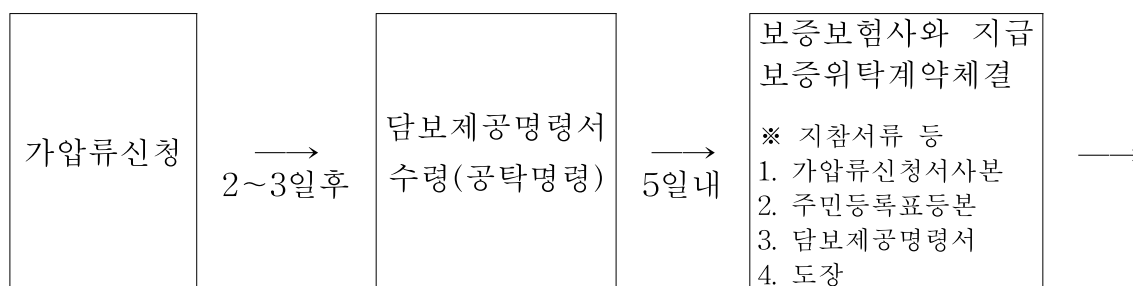 가압류신청
──→
2~3일후
담보제공명령서
수령(공탁명령)
──→
5일내
보증보험사와 지급
보증위탁계약체결
※ 지참서류 등
1. 가압류신청서사본
2. 주민등록표등본
3. 담보제공명령서
4. 도장
──→